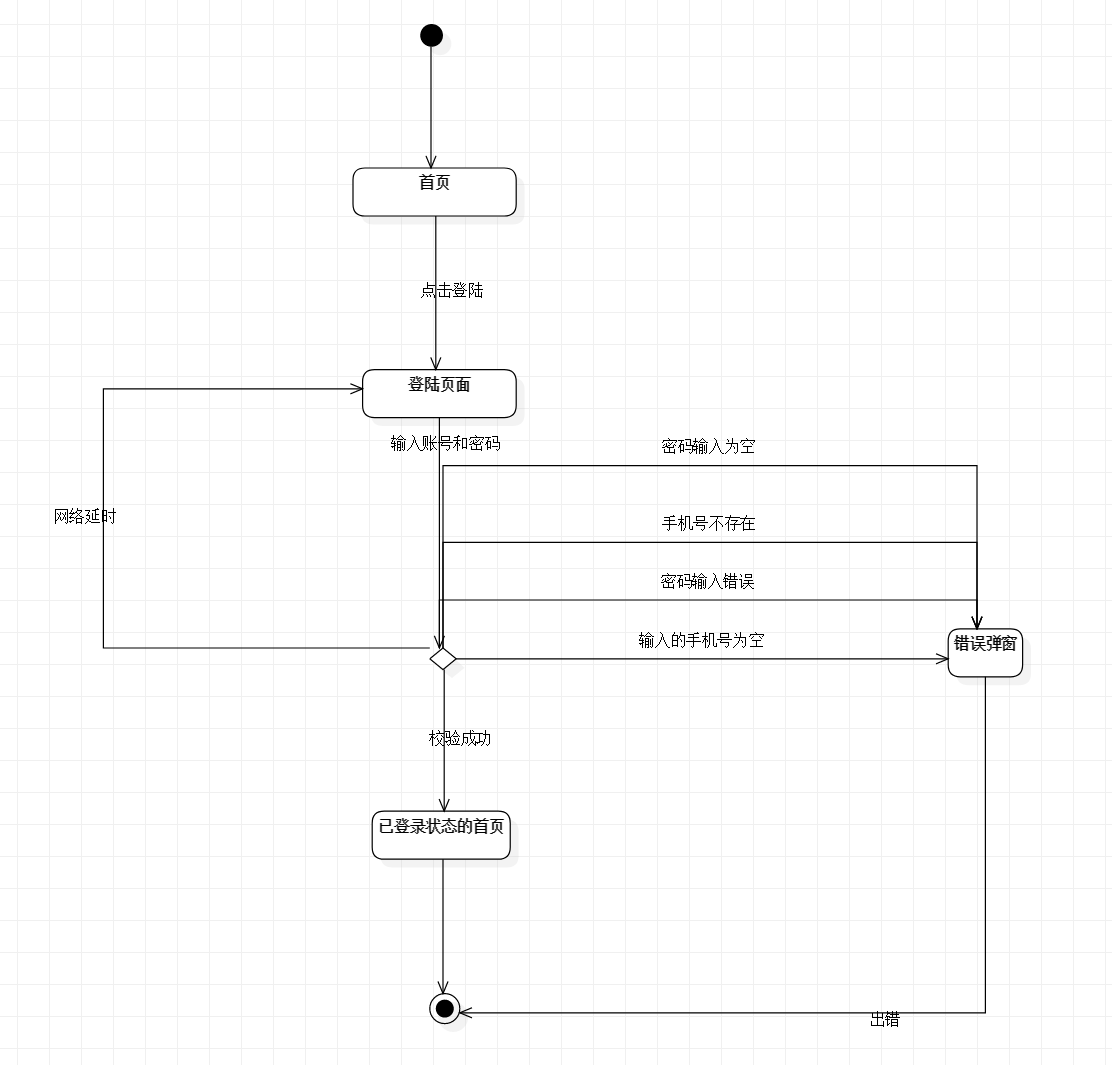 首页
点击登陆
登陆页面
输入账号和密码
密码输入为空
网络延时
手机号不存在
密码输入错误
输入的手机号为空
错误弹窗
校验成功
已登录状态的首页
出错